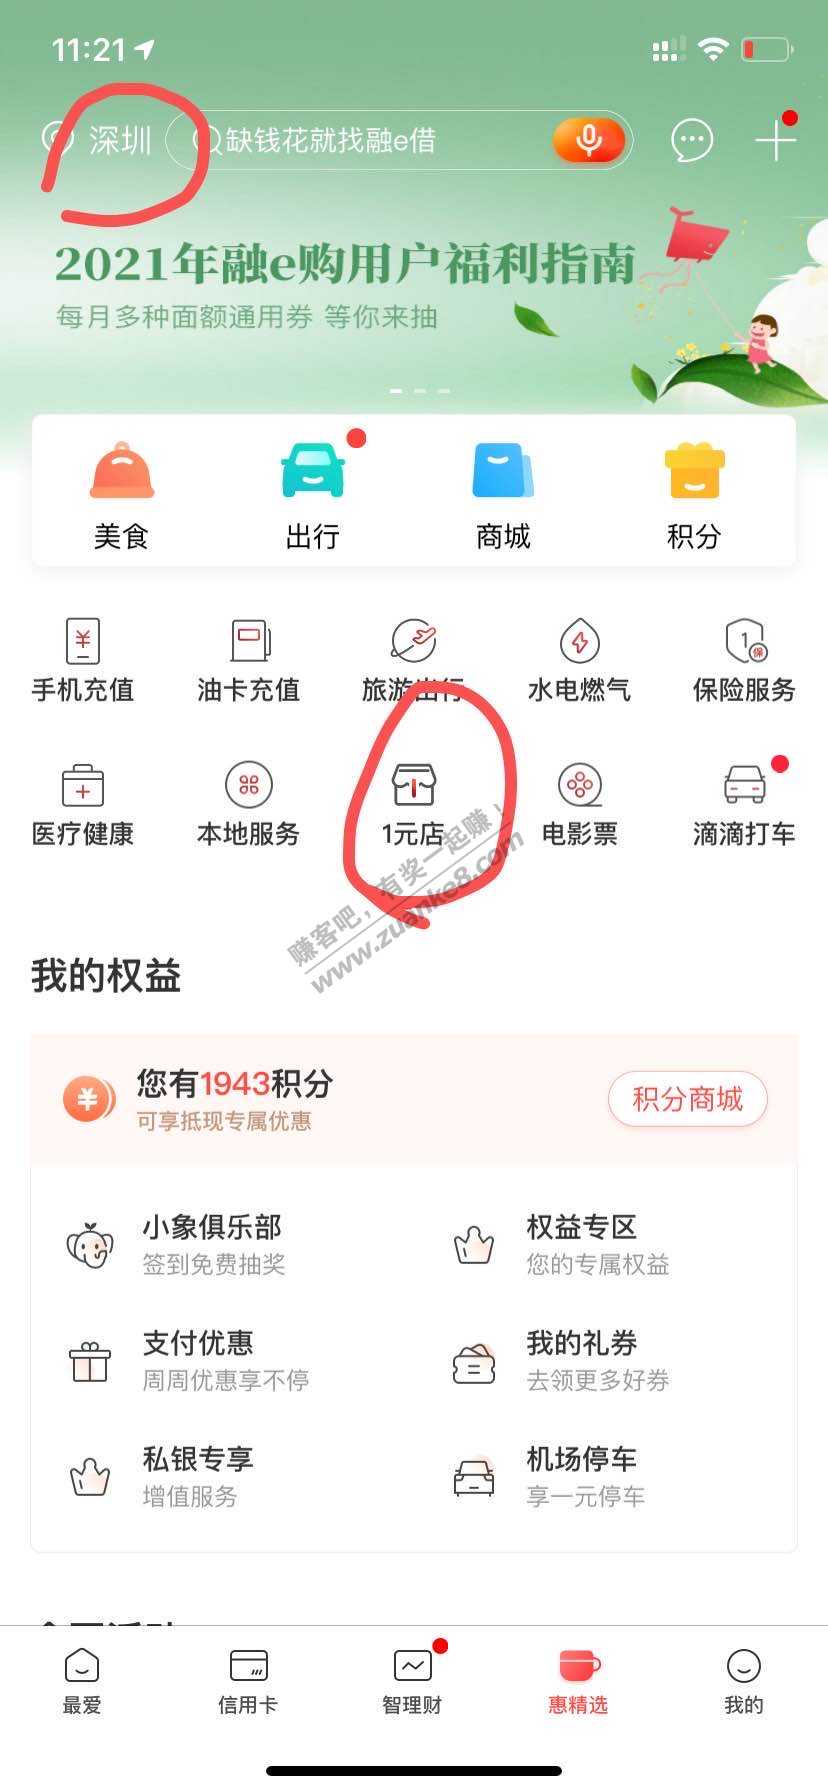 11:21
深圳
缺钱花就找融e借
2021年融e购用户福利指南
每月多种面额通用券 等你来抽
美食
出行
商城
积分
手机充值
油卡充值
旅游出行
水电燃气
保险服务
医疗健康
本地服务
1元店
电影票
滴滴打车
赚客吧,有奖一起赚!
www.zuanke8.com
我的权益
您有1943积分
可享抵现专属优惠
积分商城
小象俱乐部
签到免费抽奖
权益专区
您的专属权益
支付优惠
周周优惠享不停
我的礼券
去领更多好券
私银专享
增值服务
机场停车
享一元停车
最爱
信用卡
智理财
惠精选
我的